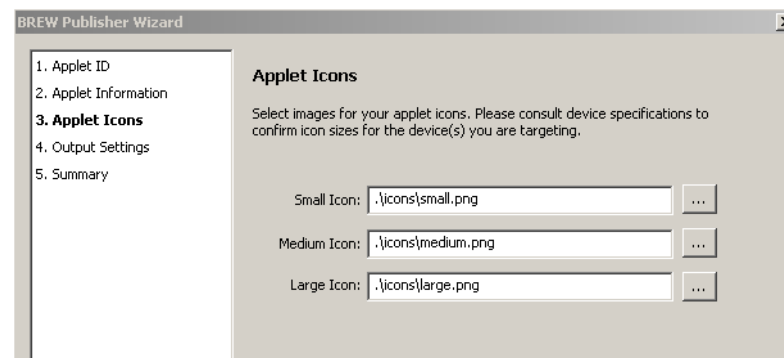 BREW Publisher Wizard
1. Applet ID
2. Applet Information
3. Applet Icons
4. Output Settings
5. Summary
Applet Icons
Select images for your applet icons. Please consult device specifications to
confirm icon sizes for the device(s) you are targeting.
Small Icon: .\icons\small.png ...
Medium Icon: .\icons\medium.png ...
Large Icon: .\icons\large.png ...